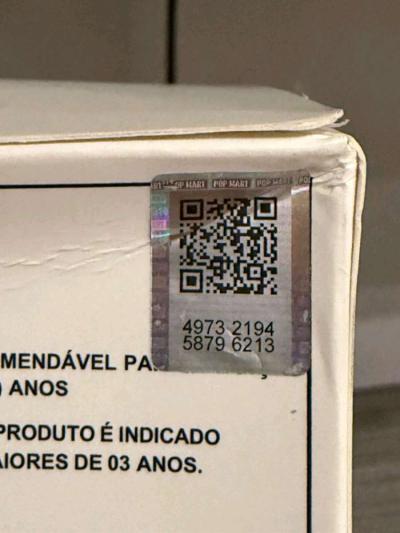 POP MART POP MART POP MART PO
4973 2194
5879 6213
MENDÁVEL PA
) ANOS
PRODUTO É INDICADO
AIORES DE 03 ANOS.